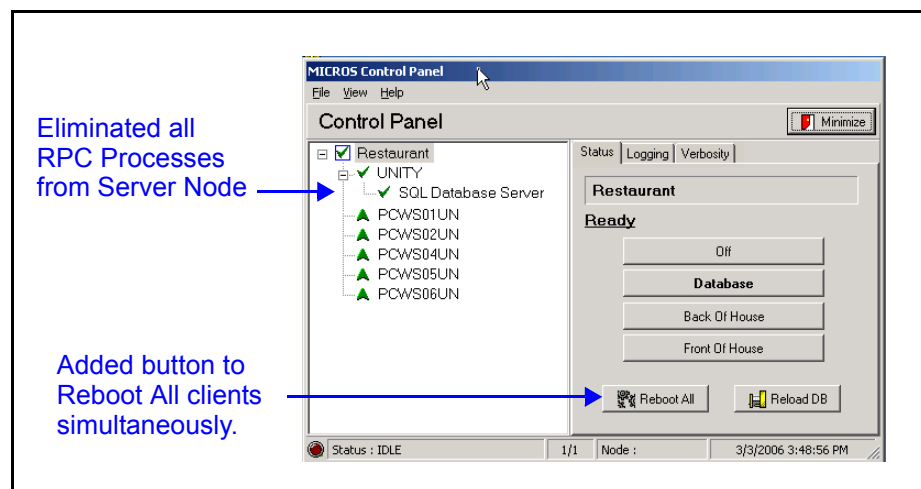 MICROS Control Panel
File View Help
Control Panel
Minimize
Eliminated all
RPC Processes
from Server Node
Restaurant
UNITY
SQL Database Server
PCWS01UN
PCWS02UN
PCWS04UN
PCWS05UN
PCWS06UN
Status Logging Verbosity
Restaurant
Ready
Off
Database
Back Of House
Front Of House
Added button to
Reboot All clients
simultaneously.
Reboot All
Reload DB
Status : IDLE 1/1 Node : 3/3/2006 3:48:56 PM